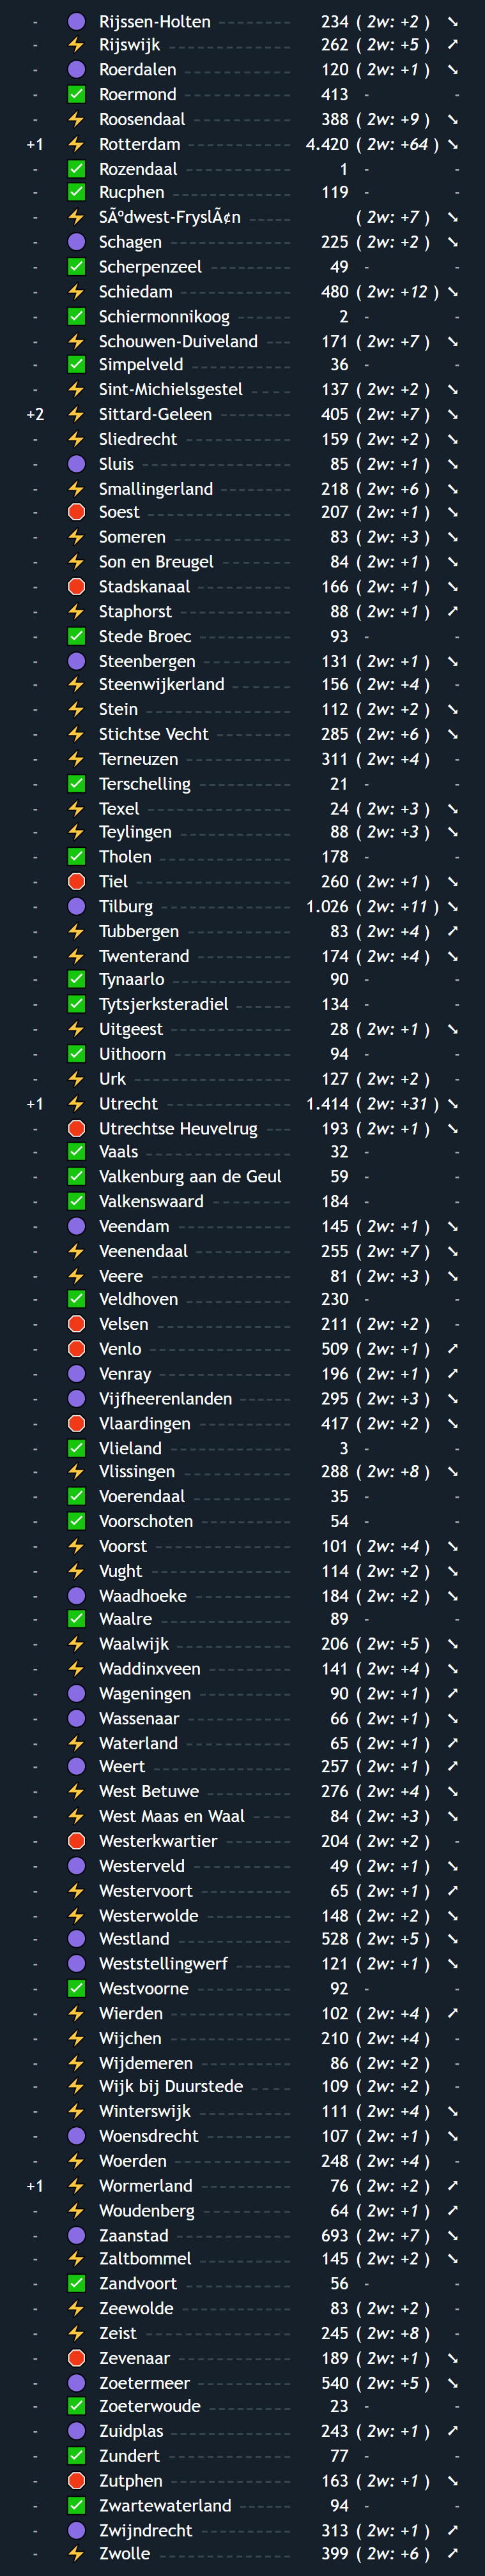 - 🟣 Rijssen-Holten 234 ( 2w: +2 ) ➘
- ⚡ Rijswijk 262 ( 2w: +5 ) ➚
- 🟣 Roerdalen 120 ( 2w: +1 ) ➘
- ✅ Roermond 413 - -
- ⚡ Roosendaal 388 ( 2w: +9 ) ➘
+1 ⚡ Rotterdam 4.420 ( 2w: +64 ) ➘
- ✅ Rozendaal 1 - -
- ✅ Rucphen 119 - -
- ⚡ SÃºdwest-FryslÃ¢n ( 2w: +7 ) ➘
- 🟣 Schagen 225 ( 2w: +2 ) ➘
- ✅ Scherpenzeel 49 - -
- ⚡ Schiedam 480 ( 2w: +12 ) ➘
- ✅ Schiermonnikoog 2 - -
- ⚡ Schouwen-Duiveland 171 ( 2w: +7 ) ➘
- ✅ Simpelveld 36 - -
- ⚡ Sint-Michielsgestel 137 ( 2w: +2 ) ➘
+2 ⚡ Sittard-Geleen 405 ( 2w: +7 ) ➘
- ⚡ Sliedrecht 159 ( 2w: +2 ) ➘
- 🟣 Sluis 85 ( 2w: +1 ) ➘
- ⚡ Smallingerland 218 ( 2w: +6 ) ➘
- 🛑 Soest 207 ( 2w: +1 ) ➘
- ⚡ Someren 83 ( 2w: +3 ) ➘
- ⚡ Son en Breugel 84 ( 2w: +1 ) ➘
- 🛑 Stadskanaal 166 ( 2w: +1 ) ➘
- ⚡ Staphorst 88 ( 2w: +1 ) ➚
- ✅ Stede Broec 93 - -
- 🟣 Steenbergen 131 ( 2w: +1 ) ➘
- ⚡ Steenwijkerland 156 ( 2w: +4 ) -
- ⚡ Stein 112 ( 2w: +2 ) ➘
- ⚡ Stichtse Vecht 285 ( 2w: +6 ) ➘
- ⚡ Terneuzen 311 ( 2w: +4 ) -
- ✅ Terschelling 21 - -
- ⚡ Texel 24 ( 2w: +3 ) ➘
- ⚡ Teylingen 88 ( 2w: +3 ) ➘
- ✅ Tholen 178 - -
- 🛑 Tiel 260 ( 2w: +1 ) ➘
- 🟣 Tilburg 1.026 ( 2w: +11 ) ➘
- ⚡ Tubbergen 83 ( 2w: +4 ) ➚
- ⚡ Twenterand 174 ( 2w: +4 ) ➘
- ✅ Tynaarlo 90 - -
- ✅ Tytsjerksteradiel 134 - -
- ⚡ Uitgeest 28 ( 2w: +1 ) ➘
- ✅ Uithoorn 94 - -
- ⚡ Urk 127 ( 2w: +2 ) -
+1 ⚡ Utrecht 1.414 ( 2w: +31 ) ➘
- 🛑 Utrechtse Heuvelrug 193 ( 2w: +1 ) ➘
- ✅ Vaals 32 - -
- ✅ Valkenburg aan de Geul 59 - -
- ✅ Valkenswaard 184 - -
- 🟣 Veendam 145 ( 2w: +1 ) ➘
- ⚡ Veenendaal 255 ( 2w: +7 ) ➘
- ⚡ Veere 81 ( 2w: +3 ) ➘
- ✅ Veldhoven 230 - -
- 🛑 Velsen 211 ( 2w: +2 ) -
- 🛑 Venlo 509 ( 2w: +1 ) ➚
- 🟣 Venray 196 ( 2w: +1 ) ➚
- 🟣 Vijfheerenlanden 295 ( 2w: +3 ) ➘
- 🛑 Vlaardingen 417 ( 2w: +2 ) ➘
- ✅ Vlieland 3 - -
- ⚡ Vlissingen 288 ( 2w: +8 ) ➘
- ✅ Voerendaal 35 - -
- ✅ Voorschoten 54 - -
- ⚡ Voorst 101 ( 2w: +4 ) ➘
- ⚡ Vught 114 ( 2w: +2 ) ➘
- 🟣 Waadhoeke 184 ( 2w: +2 ) ➘
- ✅ Waalre 89 - -
- ⚡ Waalwijk 206 ( 2w: +5 ) ➘
- ⚡ Waddinxveen 141 ( 2w: +4 ) ➘
- 🟣 Wageningen 90 ( 2w: +1 ) ➚
- 🟣 Wassenaar 66 ( 2w: +1 ) ➘
- ⚡ Waterland 65 ( 2w: +1 ) ➚
- 🟣 Weert 257 ( 2w: +1 ) ➚
- ⚡ West Betuwe 276 ( 2w: +4 ) ➘
- ⚡ West Maas en Waal 84 ( 2w: +3 ) ➘
- 🛑 Westerkwartier 204 ( 2w: +2 ) -
- 🟣 Westerveld 49 ( 2w: +1 ) ➘
- ⚡ Westervoort 65 ( 2w: +1 ) ➚
- ⚡ Westerwolde 148 ( 2w: +2 ) ➘
- 🟣 Westland 528 ( 2w: +5 ) ➘
- 🟣 Weststellingwerf 121 ( 2w: +1 ) ➘
- ✅ Westvoorne 92 - -
- ⚡ Wierden 102 ( 2w: +4 ) ➚
- ⚡ Wijchen 210 ( 2w: +4 ) -
- ⚡ Wijdemeren 86 ( 2w: +2 ) -
- ⚡ Wijk bij Duurstede 109 ( 2w: +2 ) -
- ⚡ Winterswijk 111 ( 2w: +4 ) ➘
- 🟣 Woensdrecht 107 ( 2w: +1 ) ➘
- ⚡ Woerden 248 ( 2w: +4 ) -
+1 ⚡ Wormerland 76 ( 2w: +2 ) ➚
- ⚡ Woudenberg 64 ( 2w: +1 ) ➚
- 🟣 Zaanstad 693 ( 2w: +7 ) ➘
- ⚡ Zaltbommel 145 ( 2w: +2 ) ➘
- ✅ Zandvoort 56 - -
- ⚡ Zeewolde 83 ( 2w: +2 ) -
- ⚡ Zeist 245 ( 2w: +8 ) -
- 🛑 Zevenaar 189 ( 2w: +1 ) ➘
- 🟣 Zoetermeer 540 ( 2w: +5 ) ➘
- ✅ Zoeterwoude 23 - -
- 🟣 Zuidplas 243 ( 2w: +1 ) ➚
- ✅ Zundert 77 - -
- 🛑 Zutphen 163 ( 2w: +1 ) ➘
- ✅ Zwartewaterland 94 - -
- 🟣 Zwijndrecht 313 ( 2w: +1 ) ➚
- ⚡ Zwolle 399 ( 2w: +6 ) ➚